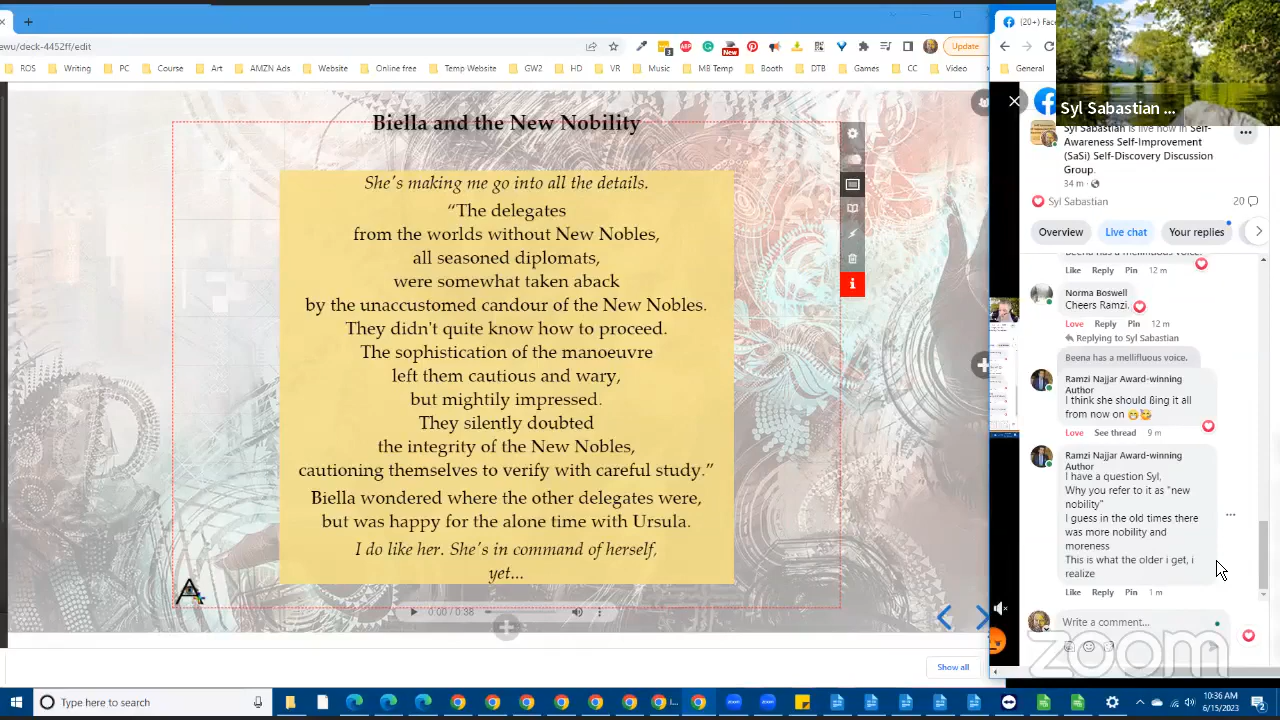 ewu/deck-4452ff/edit
Update
ROS
Writing
PC
Course
Art
AMZN Ads
Website
Online free
Temp Website
GW2
HD
VR
Music
MB Temp
Booth
DTB
Games
CC
Video
Biella and the New Nobility
She's making me go into all the details.
“The delegates
from the worlds without New Nobles,
all seasoned diplomats,
were somewhat taken aback
by the unaccustomed candour of the New Nobles.
They didn't quite know how to proceed.
The sophistication of the manoeuvre
left them cautious and wary,
but mightily impressed.
They silently doubted
the integrity of the New Nobles,
cautioning themselves to verify with careful study.”
Biella wondered where the other delegates were,
but was happy for the alone time with Ursula.
I do like her. She's in command of herself,
yet...
0:00 / 0:38
Show all
(20+) Fa
General
Syl Sabastian ...
Syl Sabastian is live now in Self-
Awareness Self-Improvement
(SaSi) Self-Discovery Discussion
Group.
34 m
Syl Sabastian
20
Overview
Live chat
Your replies
Beena has a mellifluous voice.
Like Reply Pin 12 m
Norma Boswell
Cheers Ramzi.
Love Reply Pin 12 m
Replying to Syl Sabastian
Beena has a mellifluous voice.
Ramzi Najjar Award-winning
Author
I think she should 8ing it all
from now on
Love See thread 9 m
Ramzi Najjar Award-winning
Author
I have a question Syl,
Why you refer to it as "new
nobility"
I guess in the old times there
was more nobility and
moreness
This is what the older i get, i
realize
Like Reply Pin 1 m
Write a comment...
zoom
Type here to search
10:36 AM
6/15/2023
2